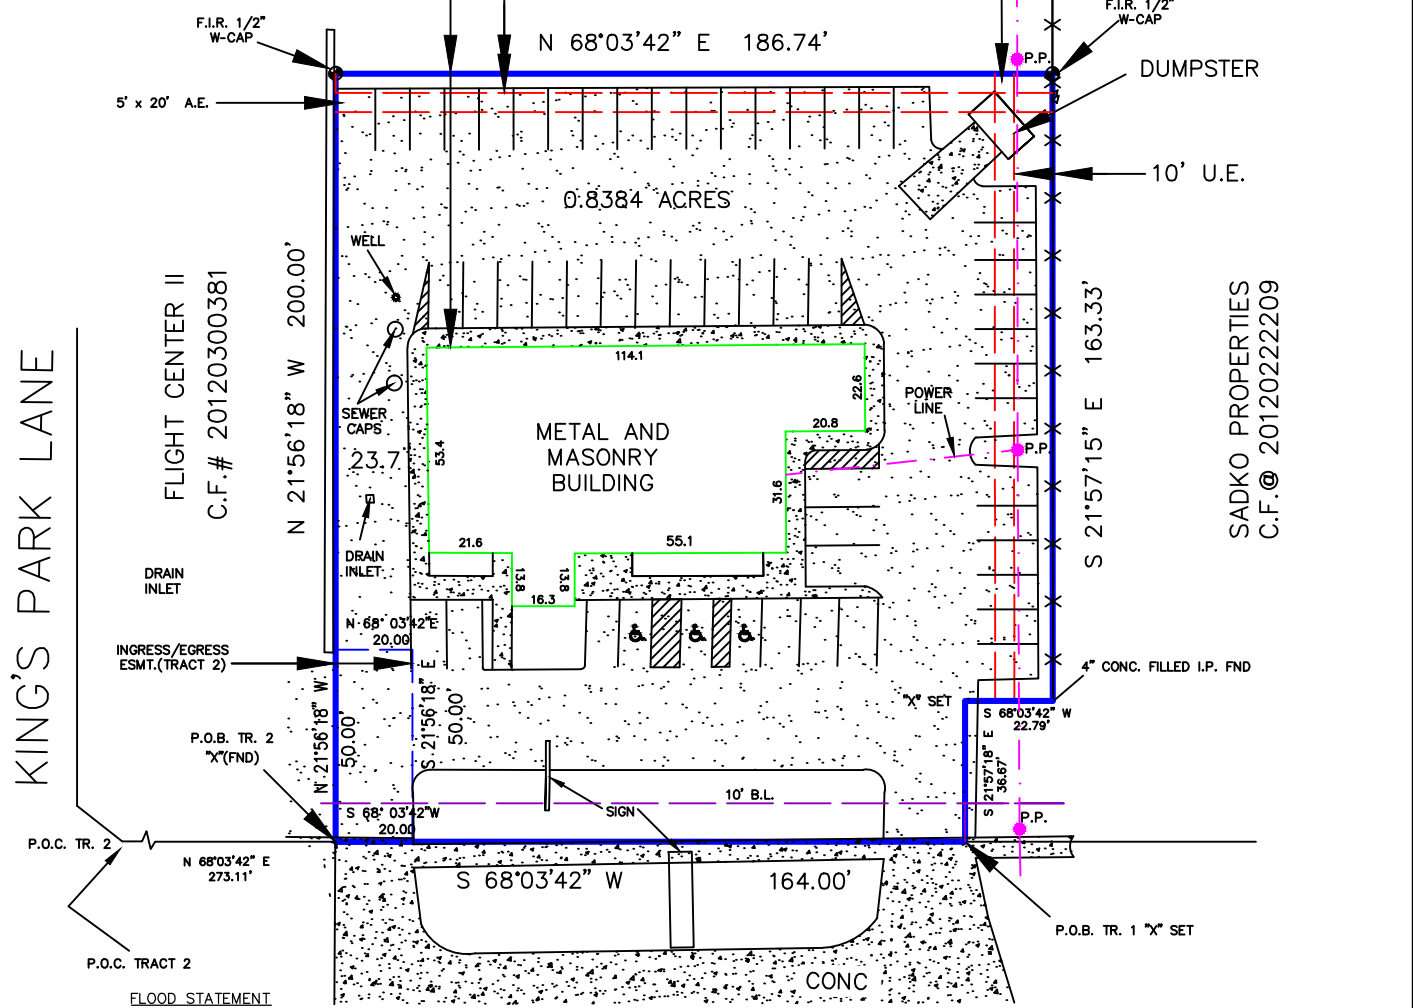 F.I.R. 1/2"
W-CAP
F.I.R. 1/2"
W-CAP
N 68°03'42" E 186.74'
P.P.
DUMPSTER
5' x 20' A.E.
10' U.E.
0.8384 ACRES
WELL
FLIGHT CENTER II
C.F.# 2012030038​1
N 21°56'18" W 200.00'
KING'S PARK LANE
SEWER
CAPS
23.7'
DRAIN
INLET
DRAIN
INLET
114.1
22.6
20.8
53.4
METAL AND
MASONRY
BUILDING
31.6
21.6
55.1
13.8
13.8
16.3
POWER
LINE
P.P.
S 21°57'15" E 163.33'
SADKO PROPERTIES
C.F.@ 201202222209
N 68° 03'42"E
20.00
INGRESS/EGRESS
ESMT.(TRACT 2)
N 21°56'18" W
50.00'
S 21°56'18" E
50.00'
"X" SET
4" CONC. FILLED I.P. FND
S 68°03'42" W
22.79'
S 21°57'18" E
36.67'
P.O.B. TR. 2
"X"(FND)
10' B.L.
SIGN
S 68° 03'42"W
20.00
P.P.
P.O.C. TR. 2
N 68°03'42" E
273.11'
S 68°03'42" W 164.00'
P.O.B. TR. 1 "X" SET
P.O.C. TRACT 2
CONC
FLOOD STATEMENT